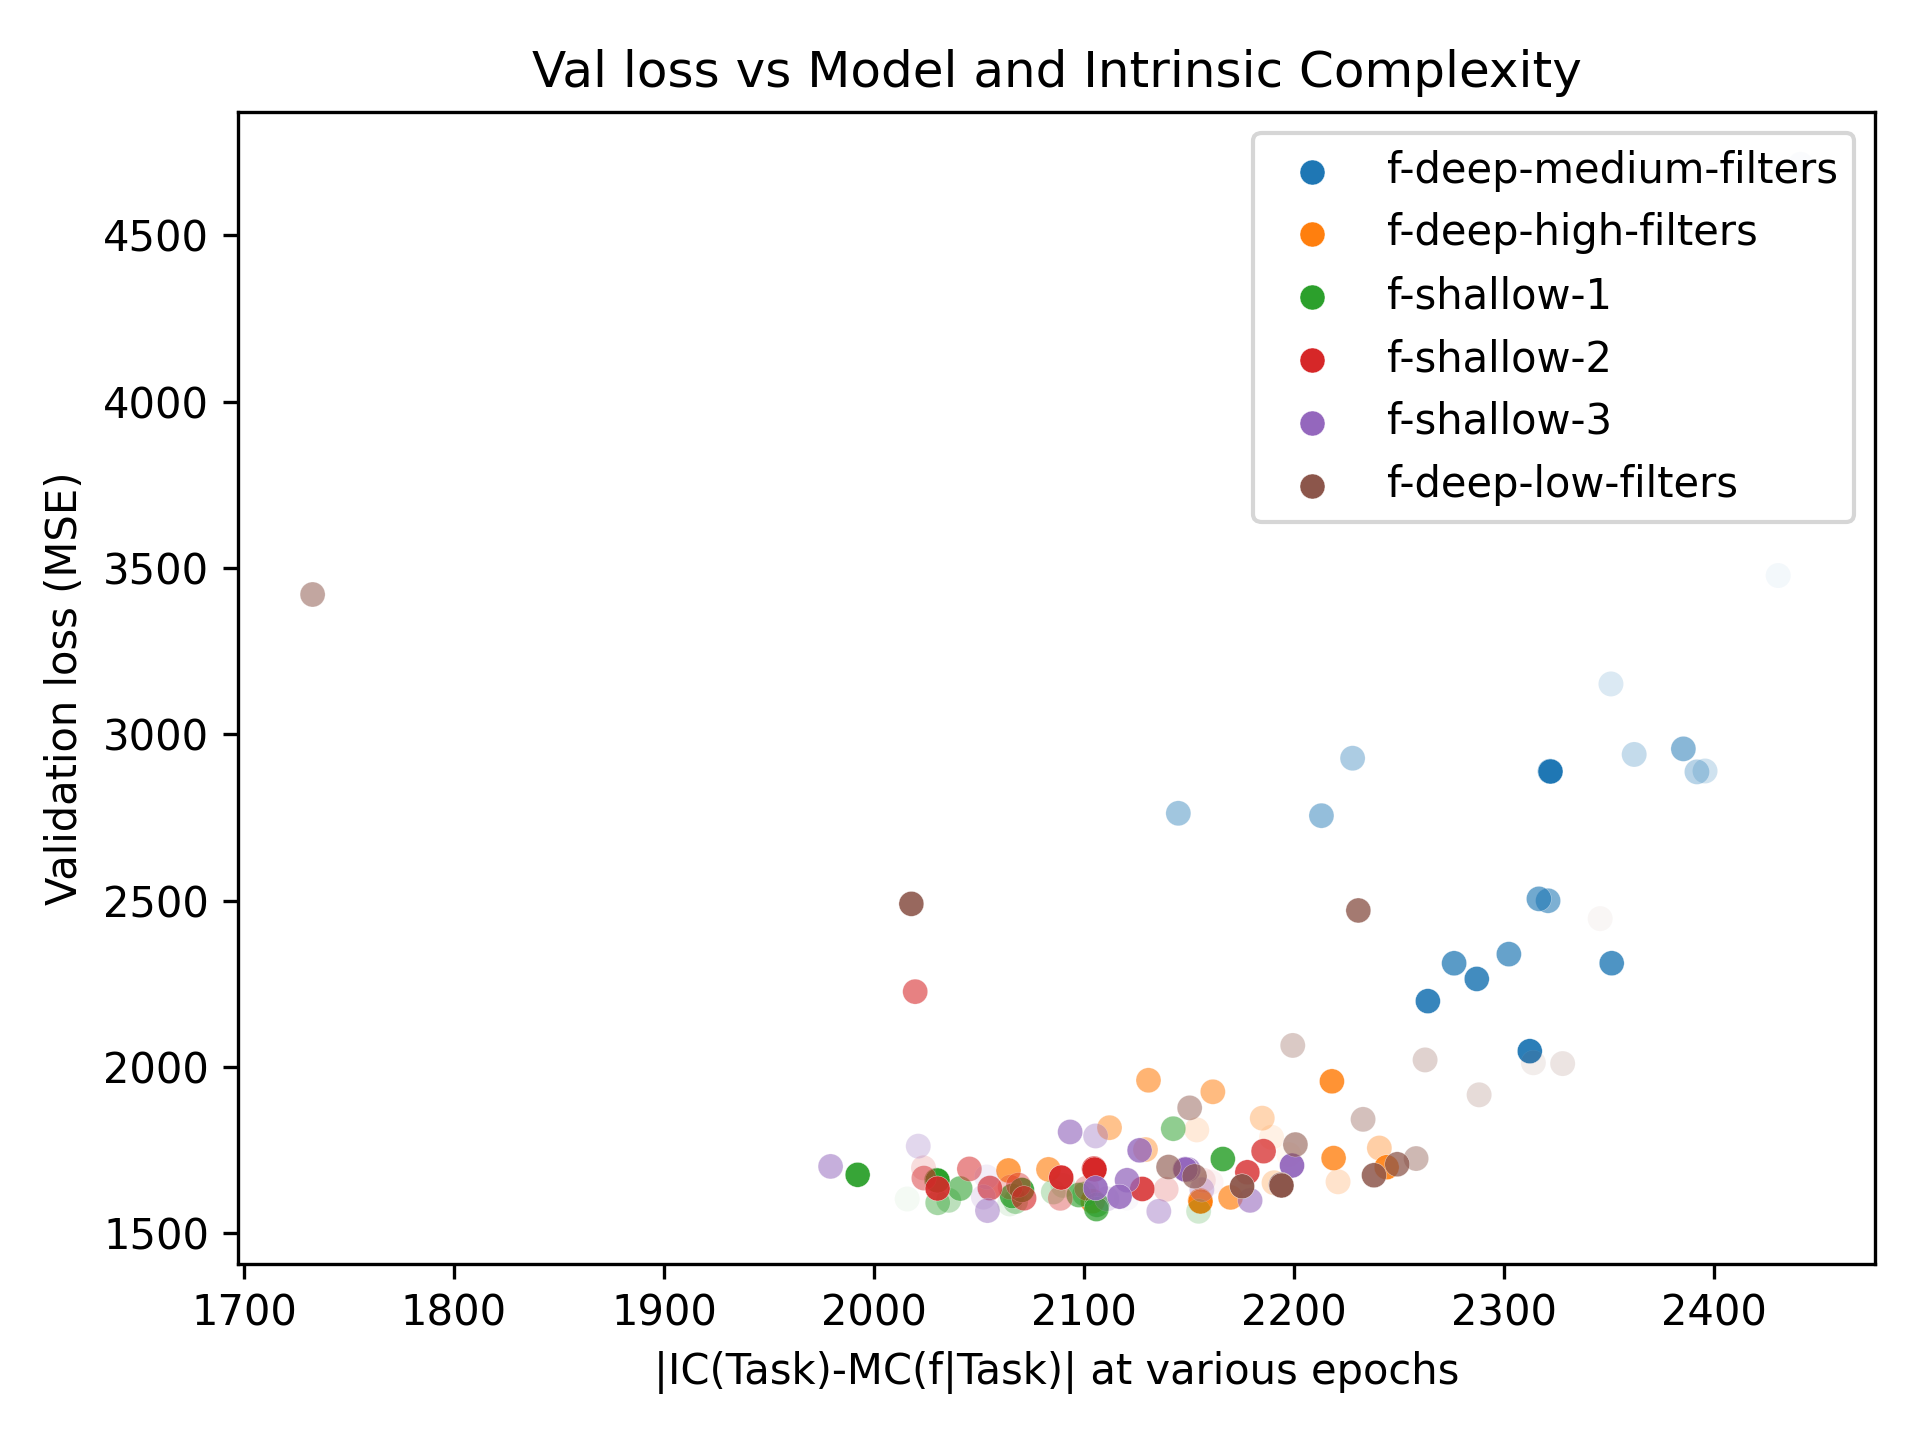 Val loss vs Model and Intrinsic Complexity
f-deep-medium-filters
f-deep-high-filters
f-shallow-1
f-shallow-2
f-shallow-3
f-deep-low-filters
Validation loss (MSE)
4500
4000
3500
3000
2500
2000
1500
1700 1800 1900 2000 2100 2200 2300 2400
|IC(Task)-MC(f|Task)| at various epochs